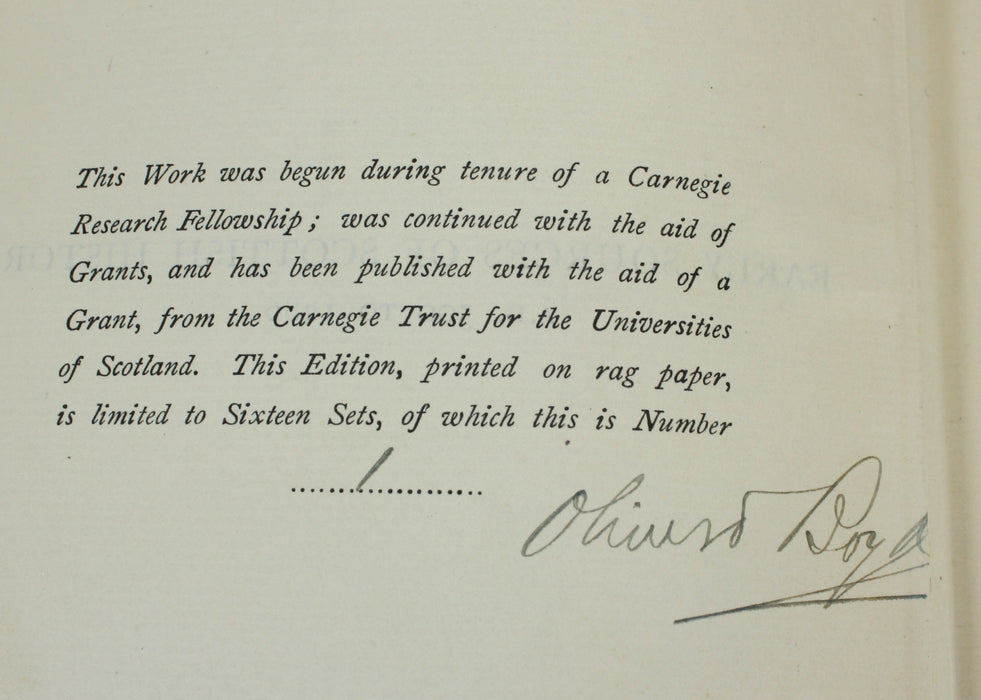 This Work was begun during tenure of a Carnegie
Research Fellowship; was continued with the aid of
Grants, and has been published with the aid of a
Grant, from the Carnegie Trust for the Universities
of Scotland. This Edition, printed on rag paper,
is limited to Sixteen Sets, of which this is Number
1
Oliver & Boyd